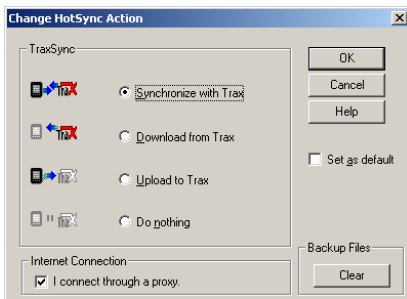 Change HotSync Action
TraxSync
Synchronize with Trax
Download from Trax
Upload to Trax
Do nothing
OK
Cancel
Help
Set as default
Internet Connection
I connect through a proxy.
Backup Files
Clear